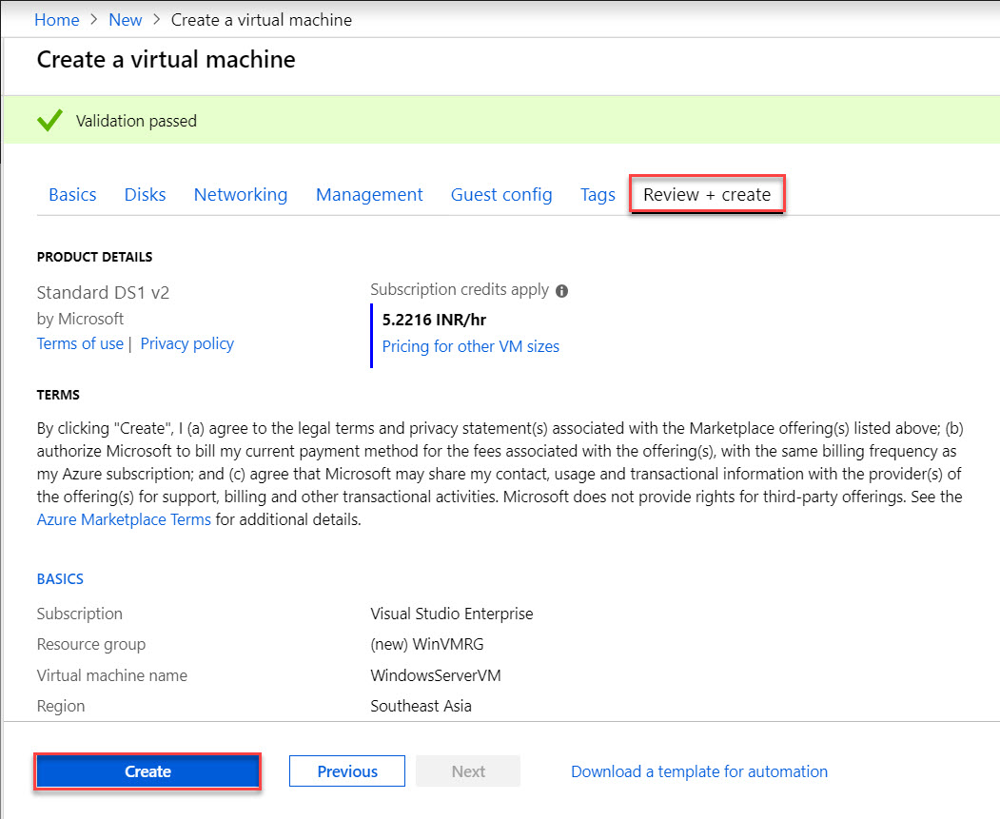 Home > New > Create a virtual machine
Create a virtual machine
Validation passed
Basics Disks Networking Management Guest config Tags Review + create
PRODUCT DETAILS
Standard DS1 v2
by Microsoft
Terms of use | Privacy policy
Subscription credits apply
5.2216 INR/hr
Pricing for other VM sizes
TERMS
By clicking "Create", I (a) agree to the legal terms and privacy statement(s) associated with the Marketplace offering(s) listed above; (b)
authorize Microsoft to bill my current payment method for the fees associated with the offering(s), with the same billing frequency as
my Azure subscription; and (c) agree that Microsoft may share my contact, usage and transactional information with the provider(s) of
the offering(s) for support, billing and other transactional activities. Microsoft does not provide rights for third-party offerings. See the
Azure Marketplace Terms for additional details.
BASICS
Subscription Visual Studio Enterprise
Resource group (new) WinVMRG
Virtual machine name WindowsServerVM
Region Southeast Asia
Create Previous Next Download a template for automation